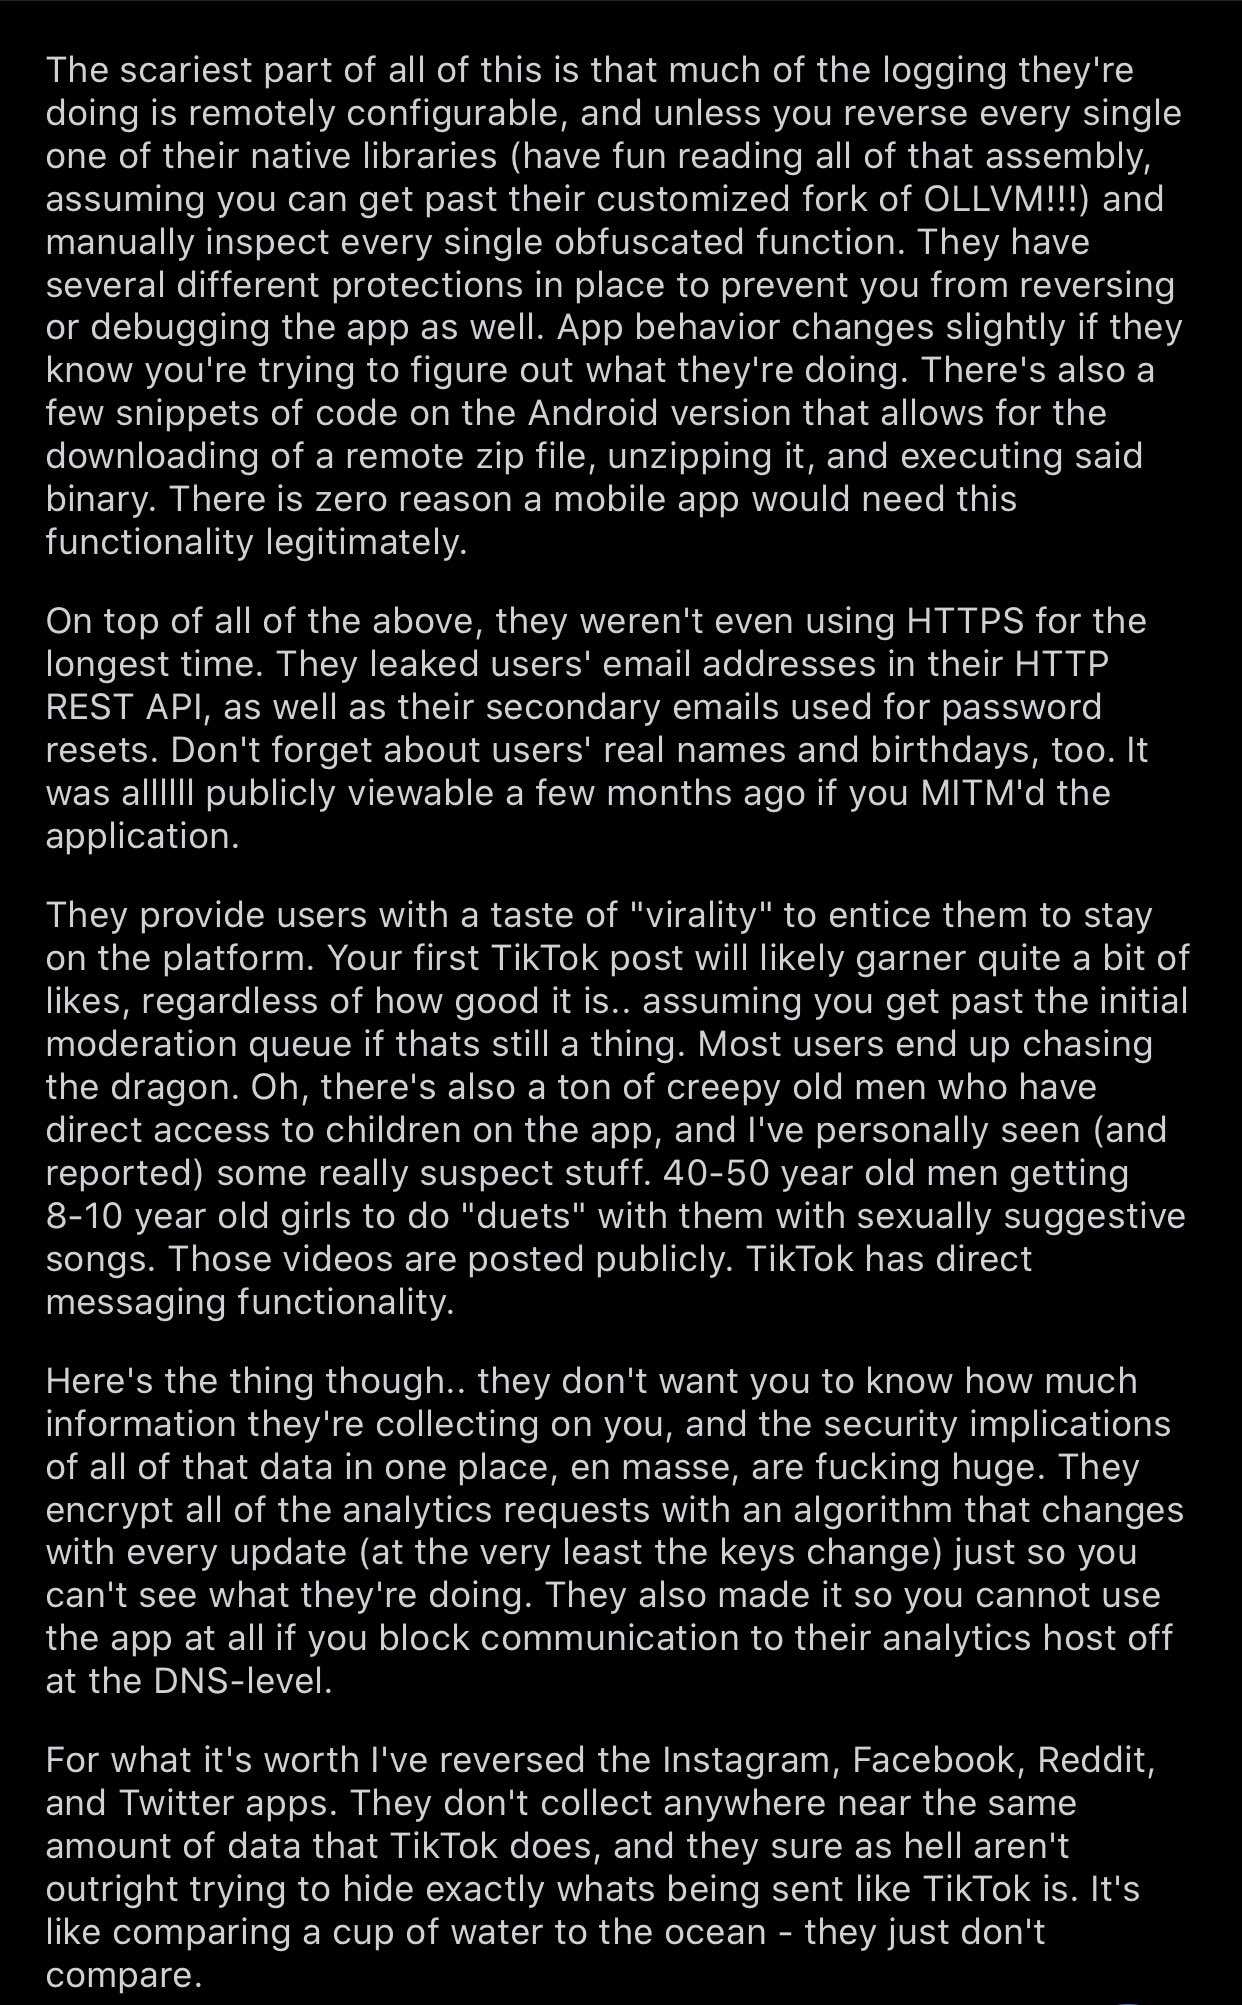 The scariest part of all of this is that much of the logging they're
doing is remotely configurable, and unless you reverse every single
one of their native libraries (have fun reading all of that assembly,
assuming you can get past their customized fork of OLLVM!!!) and
manually inspect every single obfuscated function. They have
several different protections in place to prevent you from reversing
or debugging the app as well. App behavior changes slightly if they
know you're trying to figure out what they're doing. There's also a
few snippets of code on the Android version that allows for the
downloading of a remote zip file, unzipping it, and executing said
binary. There is zero reason a mobile app would need this
functionality legitimately.
On top of all of the above, they weren't even using HTTPS for the
longest time. They leaked users' email addresses in their HTTP
REST API, as well as their secondary emails used for password
resets. Don't forget about users' real names and birthdays, too. It
was allllll publicly viewable a few months ago if you MITM'd the
application.
They provide users with a taste of "virality" to entice them to stay
on the platform. Your first TikTok post will likely garner quite a bit of
likes, regardless of how good it is.. assuming you get past the initial
moderation queue if thats still a thing. Most users end up chasing
the dragon. Oh, there's also a ton of creepy old men who have
direct access to children on the app, and I've personally seen (and
reported) some really suspect stuff. 40-50 year old men getting
8-10 year old girls to do "duets" with them with sexually suggestive
songs. Those videos are posted publicly. TikTok has direct
messaging functionality.
Here's the thing though.. they don't want you to know how much
information they're collecting on you, and the security implications
of all of that data in one place, en masse, are fucking huge. They
encrypt all of the analytics requests with an algorithm that changes
with every update (at the very least the keys change) just so you
can't see what they're doing. They also made it so you cannot use
the app at all if you block communication to their analytics host off
at the DNS-level.
For what it's worth I've reversed the Instagram, Facebook, Reddit,
and Twitter apps. They don't collect anywhere near the same
amount of data that TikTok does, and they sure as hell aren't
outright trying to hide exactly whats being sent like TikTok is. It's
like comparing a cup of water to the ocean - they just don't
compare.